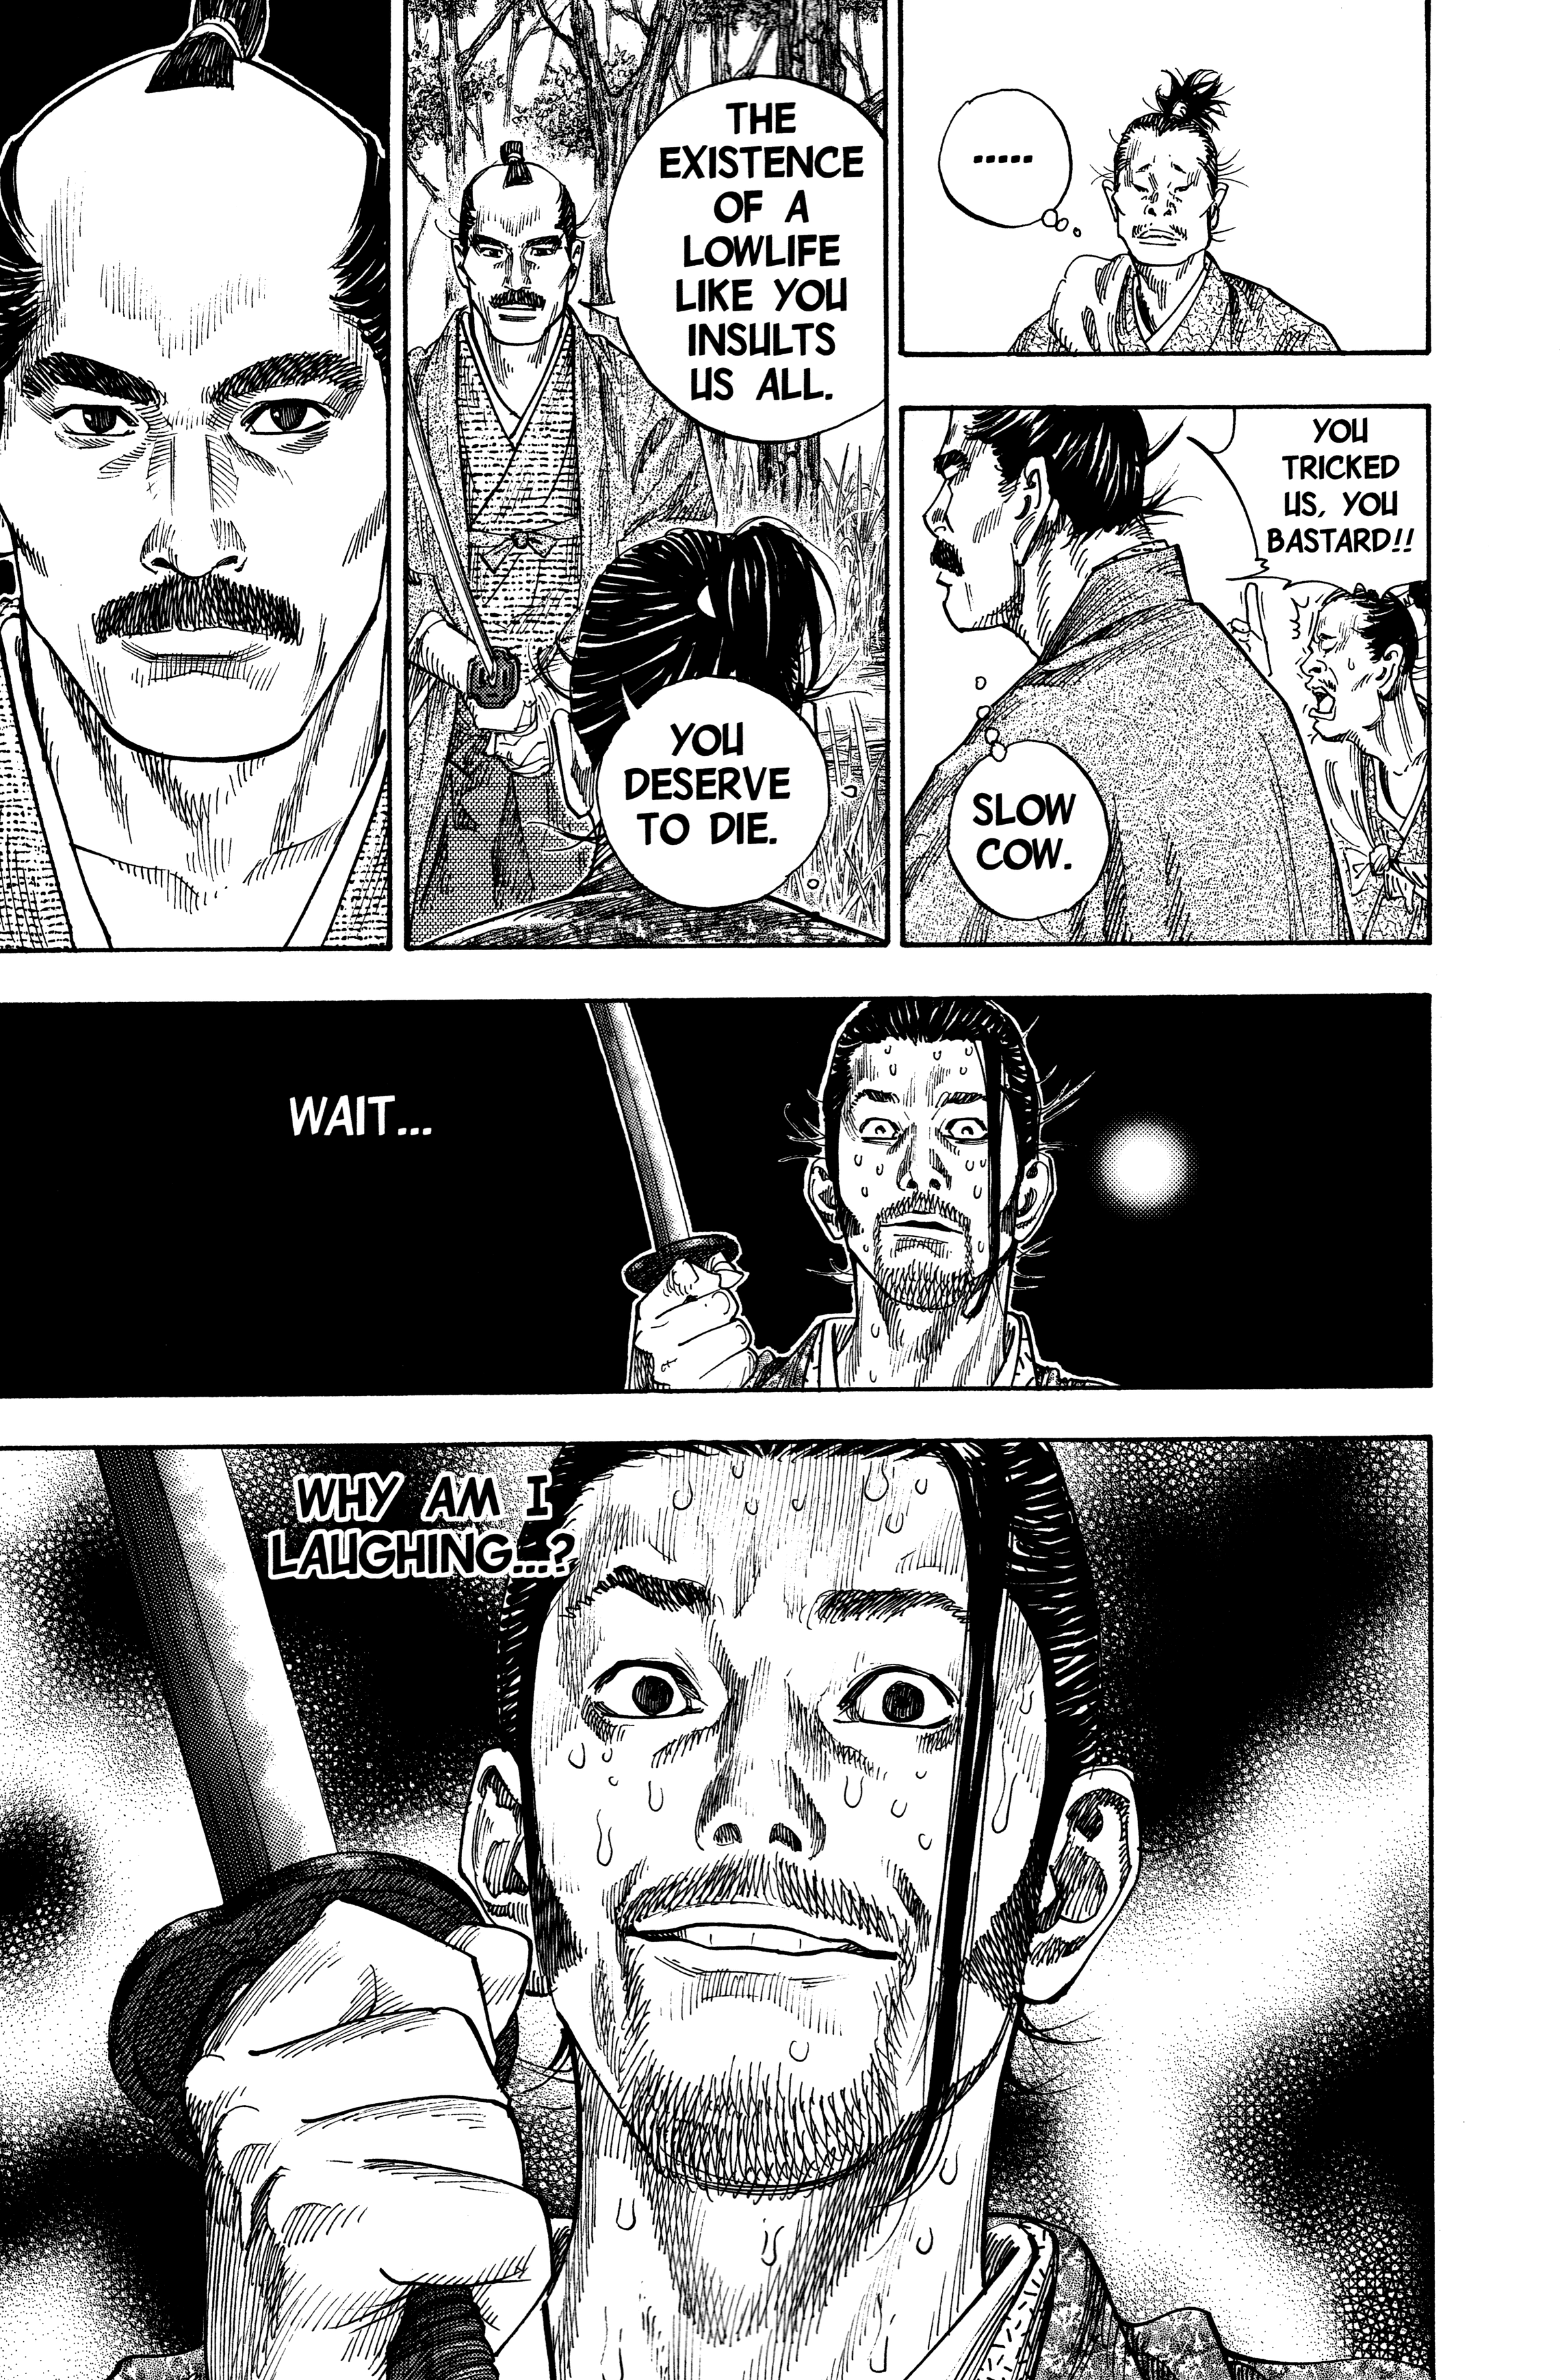 .....
YOU
TRICKED
US, YOU
BASTARD!!
SLOW
COW.
THE
EXISTENCE
OF A
LOWLIFE
LIKE YOU
INSULTS
US ALL.
YOU
DESERVE
TO DIE.
WAIT...
WHY AM I
LAUGHING...?